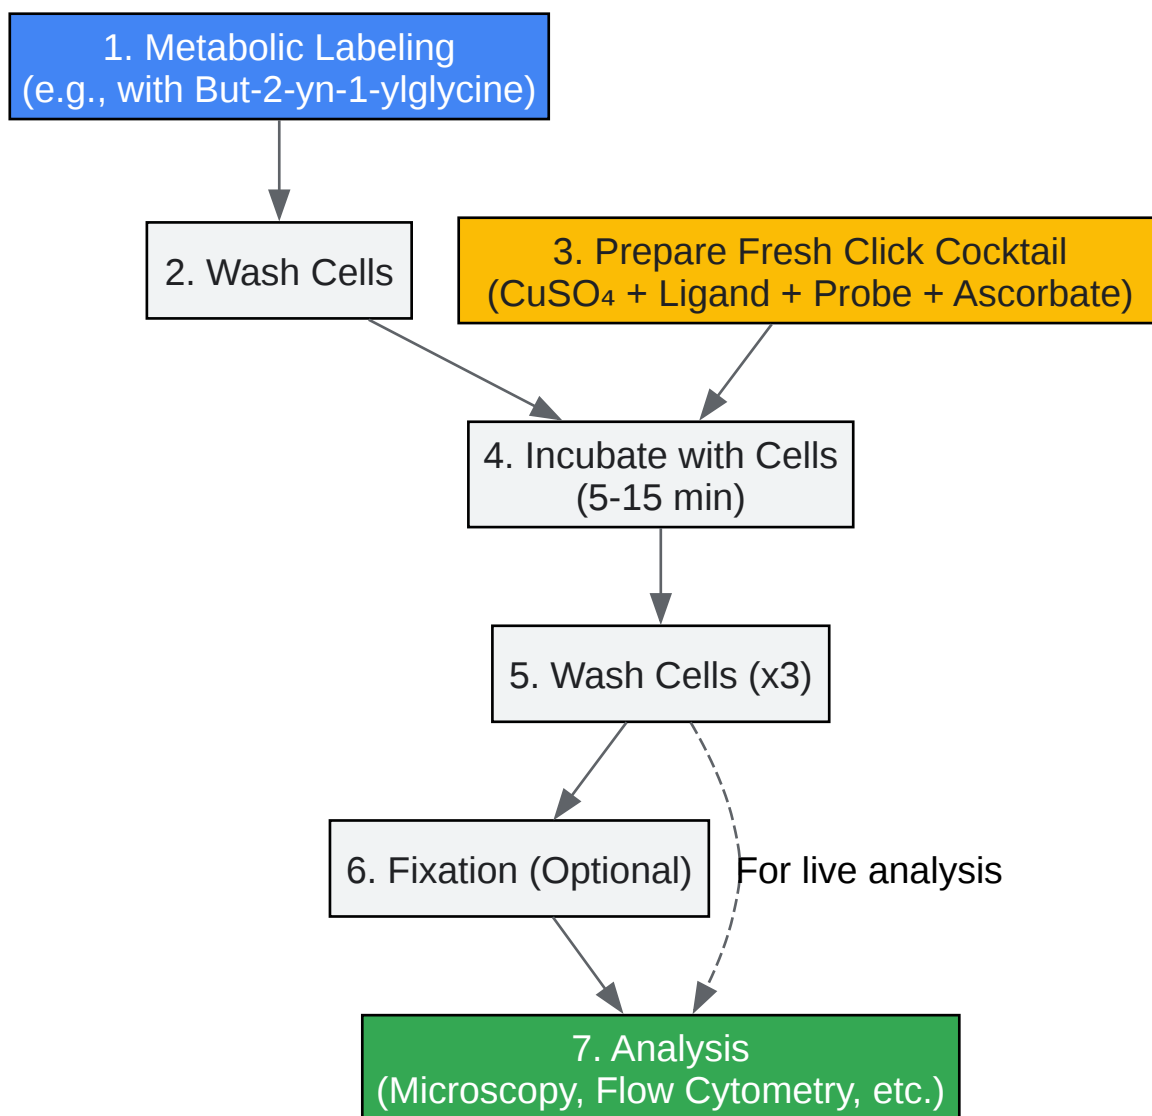 1. Metabolic Labeling
(e.g., with But-2-yn-1-ylglycine)
2. Wash Cells
3. Prepare Fresh Click Cocktail
(CuSO₄ + Ligand + Probe + Ascorbate)
4. Incubate with Cells
(5-15 min)
5. Wash Cells (x3)
6. Fixation (Optional)
For live analysis
7. Analysis
(Microscopy, Flow Cytometry, etc.)